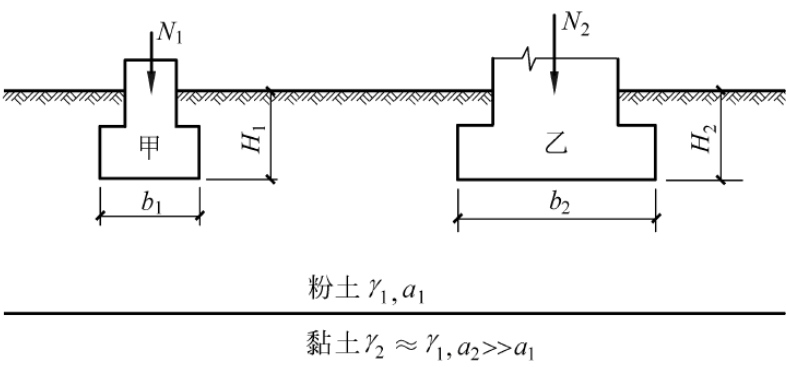 N₁ N₂
甲 H₁ 乙 H₂
b₁ b₂
粉土 γ₁,a₁
黏土 γ₂ ≈ γ₁,a₂>>a₁